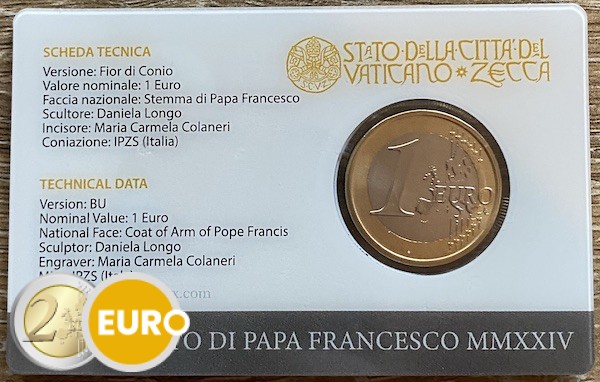 SCHEDA TECNICA
Versione: Fior di Conio
Valore nominale: 1 Euro
Faccia nazionale: Stemma di Papa Francesco
Scultore: Daniela Longo
Incisore: Maria Carmela Colaneri
Coniazione: IPZS (Italia)
STATO·DELLA·CITTA'·DEL
VATICANO ZECCA
1 EURO
TECHNICAL DATA
Version: BU
Nominal Value: 1 Euro
National Face: Coat of Arm of Pope Francis
Sculptor: Daniela Longo
Engraver: Maria Carmela Colaneri
IPZS
2 EURO
TO DI PAPA FRANCESCO MMXXIV